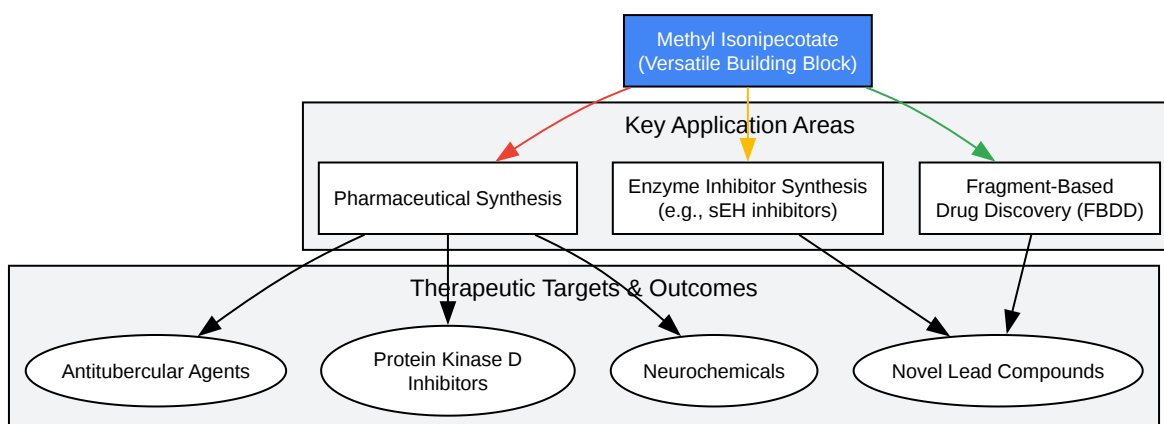 Methyl Isonipecotate
(Versatile Building Block)
Key Application Areas
Pharmaceutical Synthesis
Enzyme Inhibitor Synthesis
(e.g., sEH inhibitors)
Fragment-Based
Drug Discovery (FBDD)
Therapeutic Targets & Outcomes
Antitubercular Agents
Protein Kinase D
Inhibitors
Neurochemicals
Novel Lead Compounds